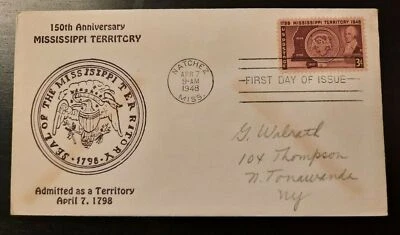 150th Anniversary
MISSISSIPPI TERRITORY
SEAL OF THE MISSISSIPPI TERRITORY
·1798·
Admitted as a Territory
April 7, 1798
NATCHEZ
APR 7
9-AM
1948
MISS.
1798 MISSISSIPPI TERRITORY 1948
3¢
FIRST DAY OF ISSUE
G. Walrath
104 Thompson
N. Tonawanda
NY